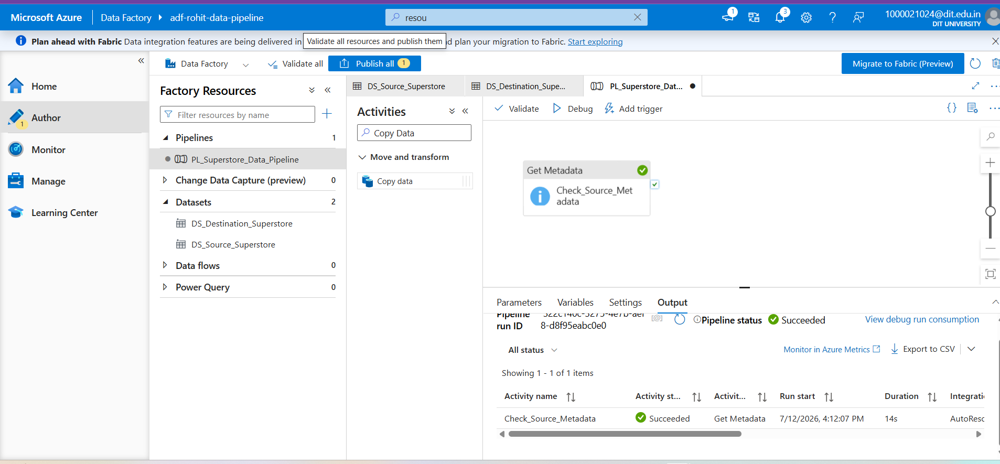 Microsoft Azure
Data Factory
adf-rohit-data-pipeline
resou
1
3
1000021024@dit.edu.in
DIT UNIVERSITY
Plan ahead with Fabric Data integration features are being delivered in
Validate all resources and publish them
d plan your migration to Fabric. Start exploring
Data Factory
Validate all
Publish all 1
Migrate to Fabric (Preview)
Home
Author
1
Monitor
Manage
Learning Center
Factory Resources
Filter resources by name
Pipelines 1
PL_Superstore_Data_Pipeline
Change Data Capture (preview) 0
Datasets 2
DS_Destination_Superstore
DS_Source_Superstore
Data flows 0
Power Query 0
DS_Source_Superstore
DS_Destination_Supe...
PL_Superstore_Dat...
Activities
Copy Data
Move and transform
Copy data
Validate
Debug
Add trigger
Get Metadata
Check_Source_Met
adata
Parameters
Variables
Settings
Output
Pipeline
run ID
8-d8f95eabc0e0
Pipeline status
Succeeded
View debug run consumption
All status
Monitor in Azure Metrics
Export to CSV
Showing 1 - 1 of 1 items
Activity name Activity st... Activit... Run start Duration Integrati
Check_Source_Metadata Succeeded Get Metadata 7/12/2026, 4:12:07 PM 14s AutoReso